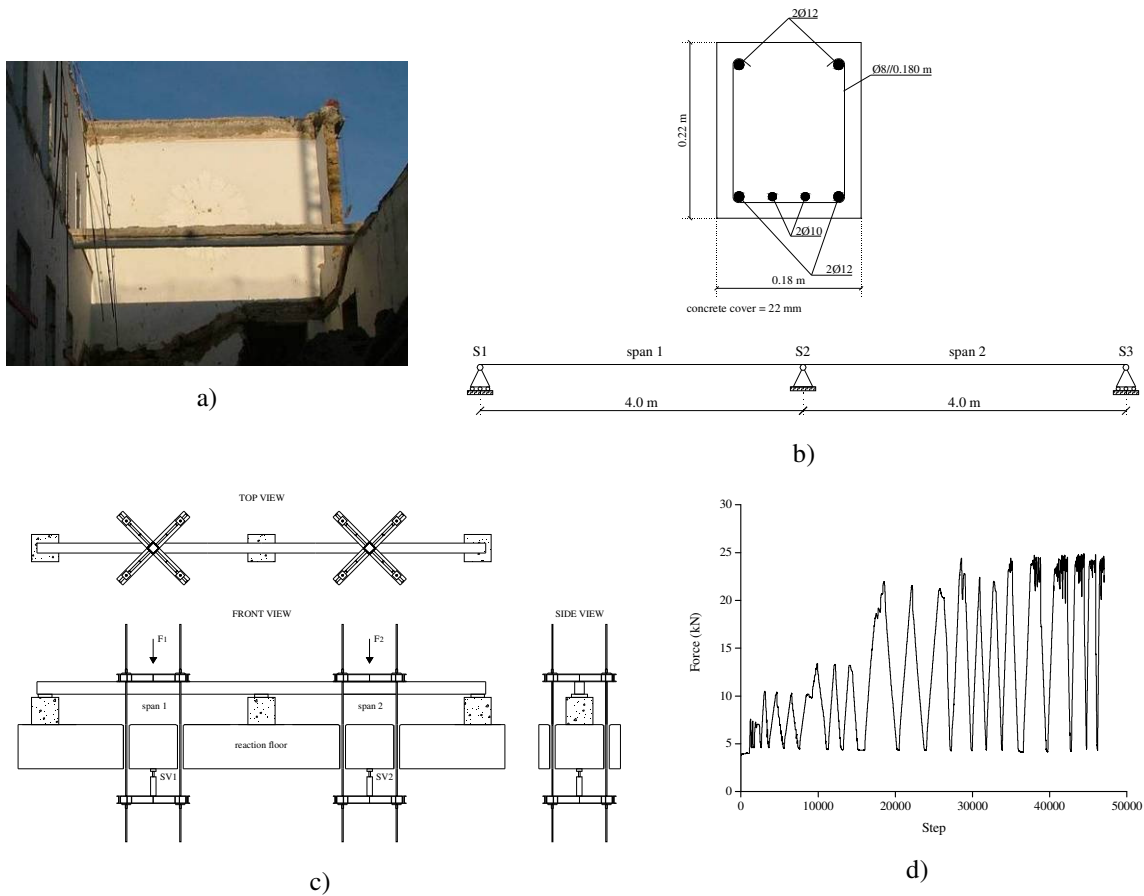 a)
2Ø12
Ø8//0.180 m
0.22 m
2Ø10
2Ø12
0.18 m
concrete cover = 22 mm
S1 span 1 S2 span 2 S3
4.0 m 4.0 m
b)
TOP VIEW
FRONT VIEW SIDE VIEW
F1 F2
span 1 span 2
reaction floor
SV1 SV2
c)
30
25
20
15
10
5
0
Force (kN)
0 10000 20000 30000 40000 50000
Step
d)